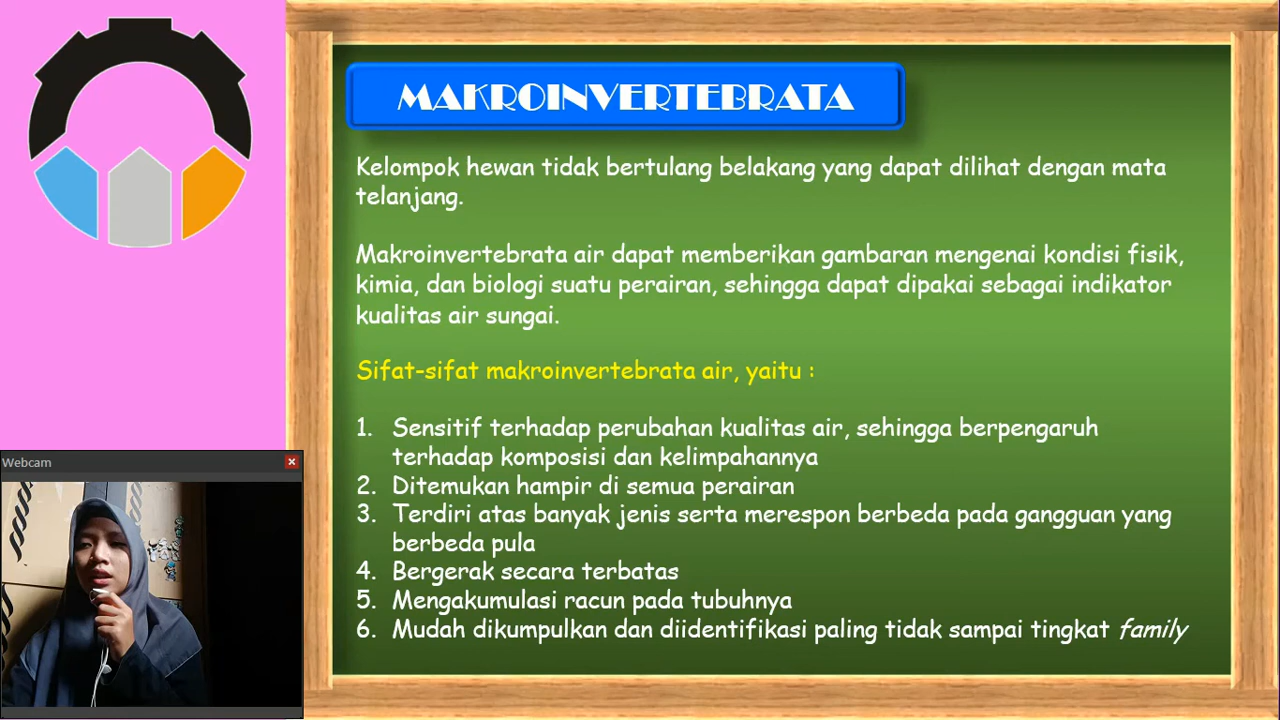 MAKROINVERTEBRATA
Kelompok hewan tidak bertulang belakang yang dapat dilihat dengan mata
telanjang.
Makroinvertebrata air dapat memberikan gambaran mengenai kondisi fisik,
kimia, dan biologi suatu perairan, sehingga dapat dipakai sebagai indikator
kualitas air sungai.
Sifat-sifat makroinvertebrata air, yaitu :
1. Sensitif terhadap perubahan kualitas air, sehingga berpengaruh
terhadap komposisi dan kelimpahannya
2. Ditemukan hampir di semua perairan
3. Terdiri atas banyak jenis serta merespon berbeda pada gangguan yang
berbeda pula
4. Bergerak secara terbatas
5. Mengakumulasi racun pada tubuhnya
6. Mudah dikumpulkan dan diidentifikasi paling tidak sampai tingkat family
Webcam